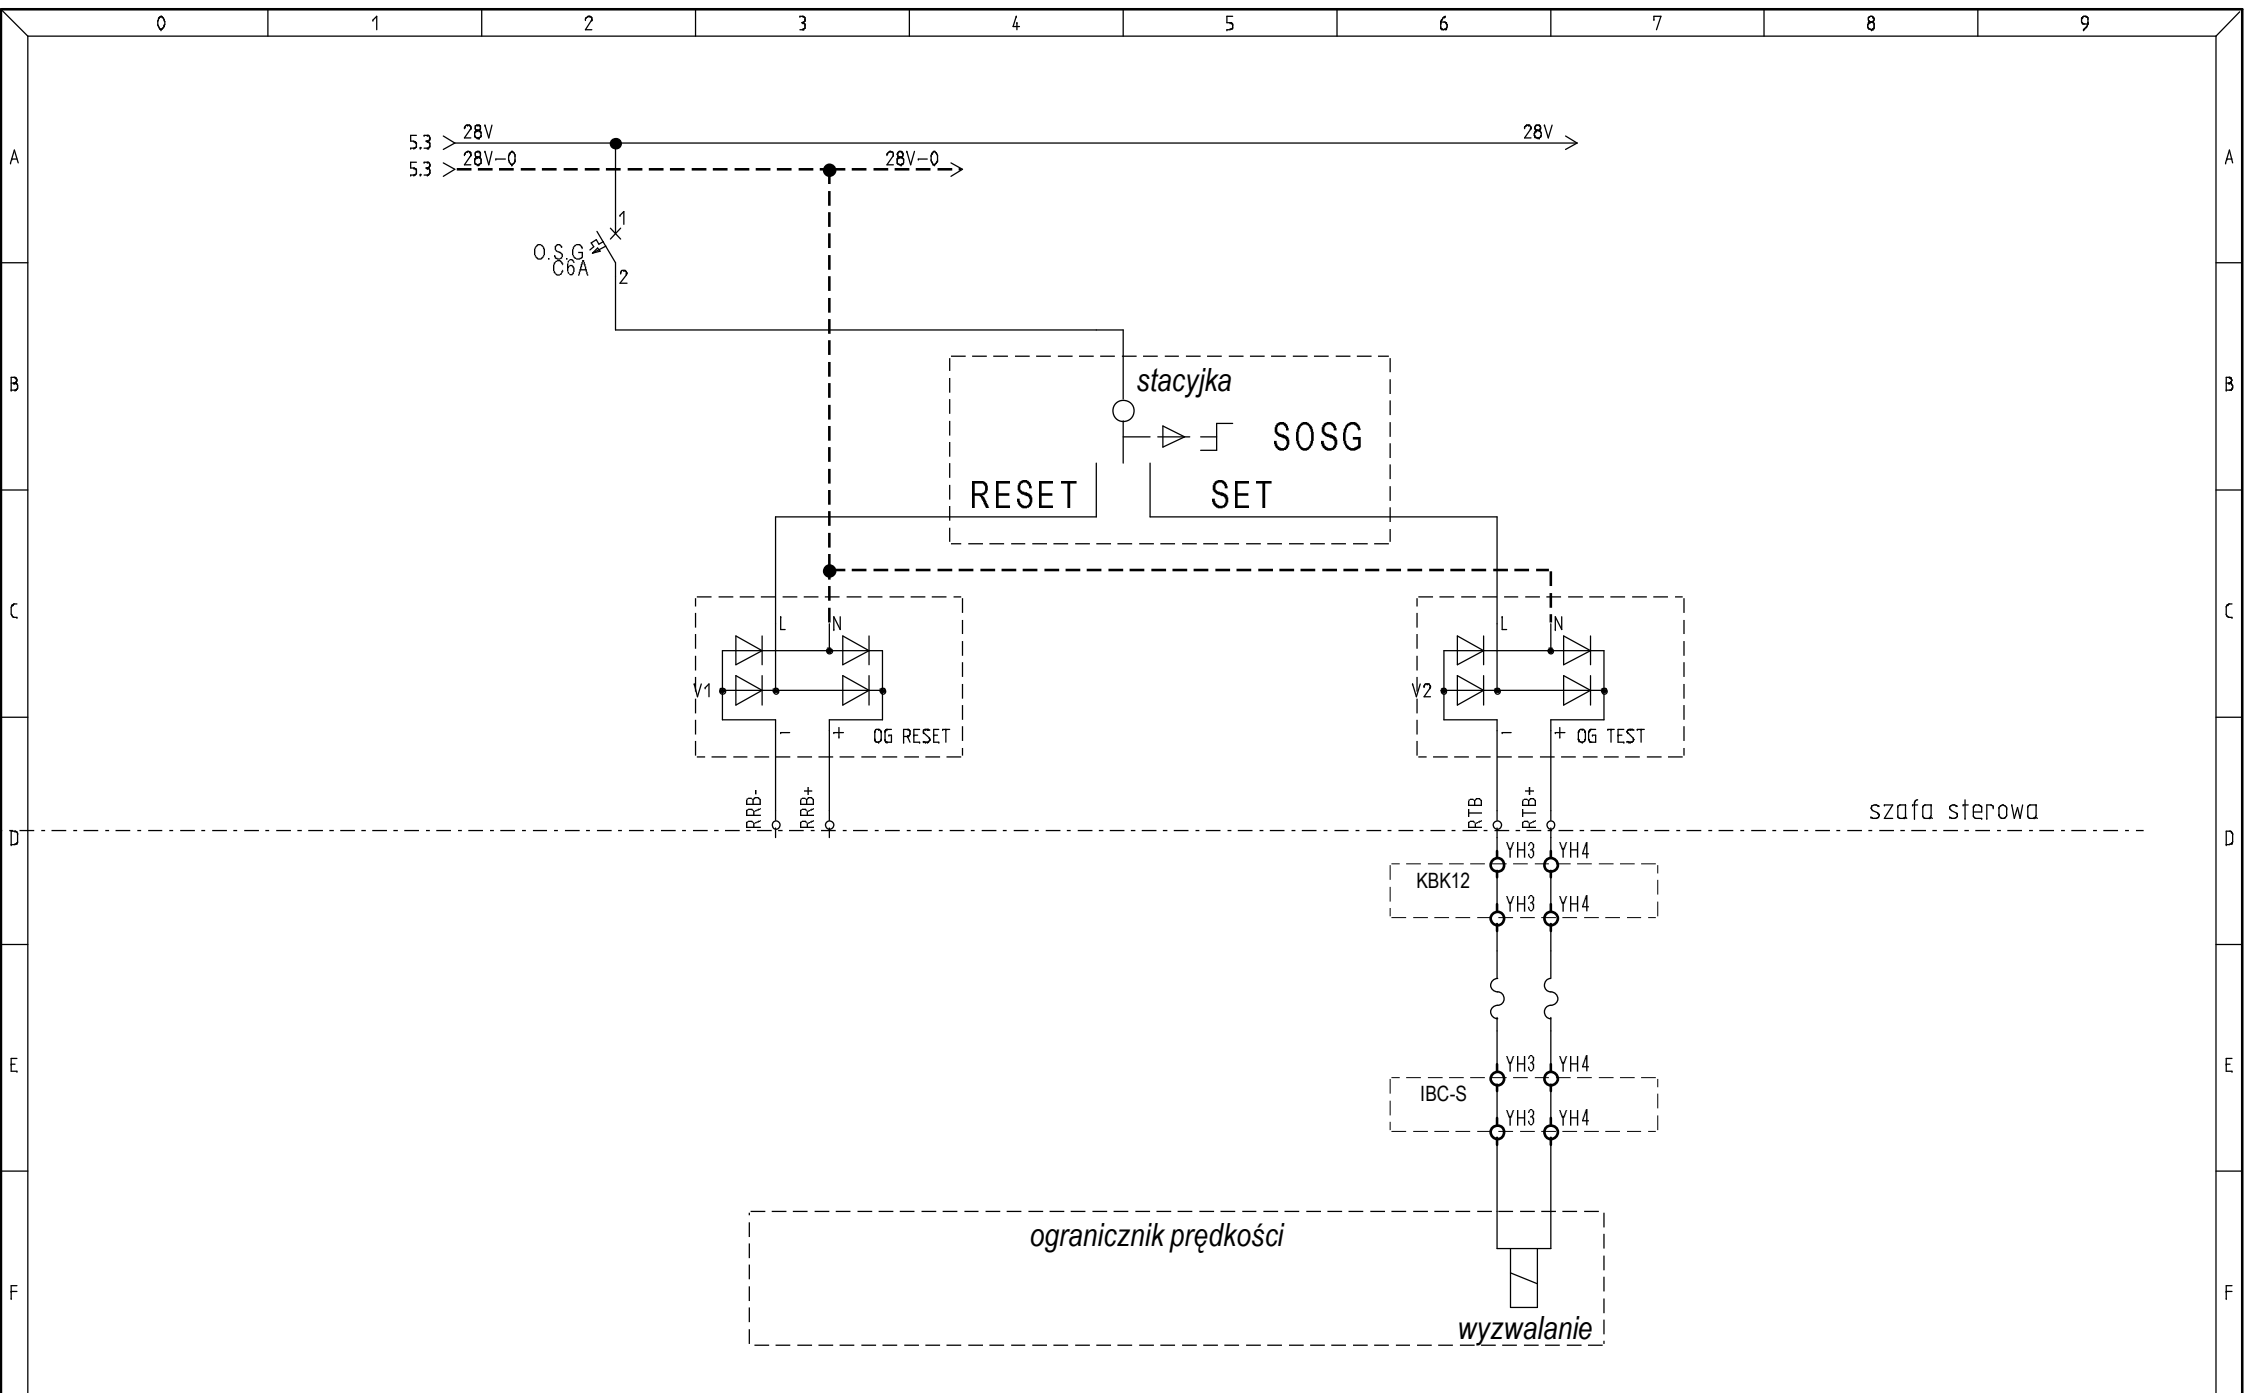 0 1 2 3 4 5 6 7 8 9
A A
5.3 28V 28V
5.3 28V-0 28V-0
1
O.S.G
C6A
2
B B
stacyjka
SOSG
RESET SET
C C
L N L N
V1 V2
- + OG RESET - + OG TEST
RRB- RRB+ RTB RTB+
szafa sterowa
D D
YH3 YH4
KBK12
YH3 YH4
E E
YH3 YH4
IBC-S
YH3 YH4
ogranicznik prędkości
F F
wyzwalanie